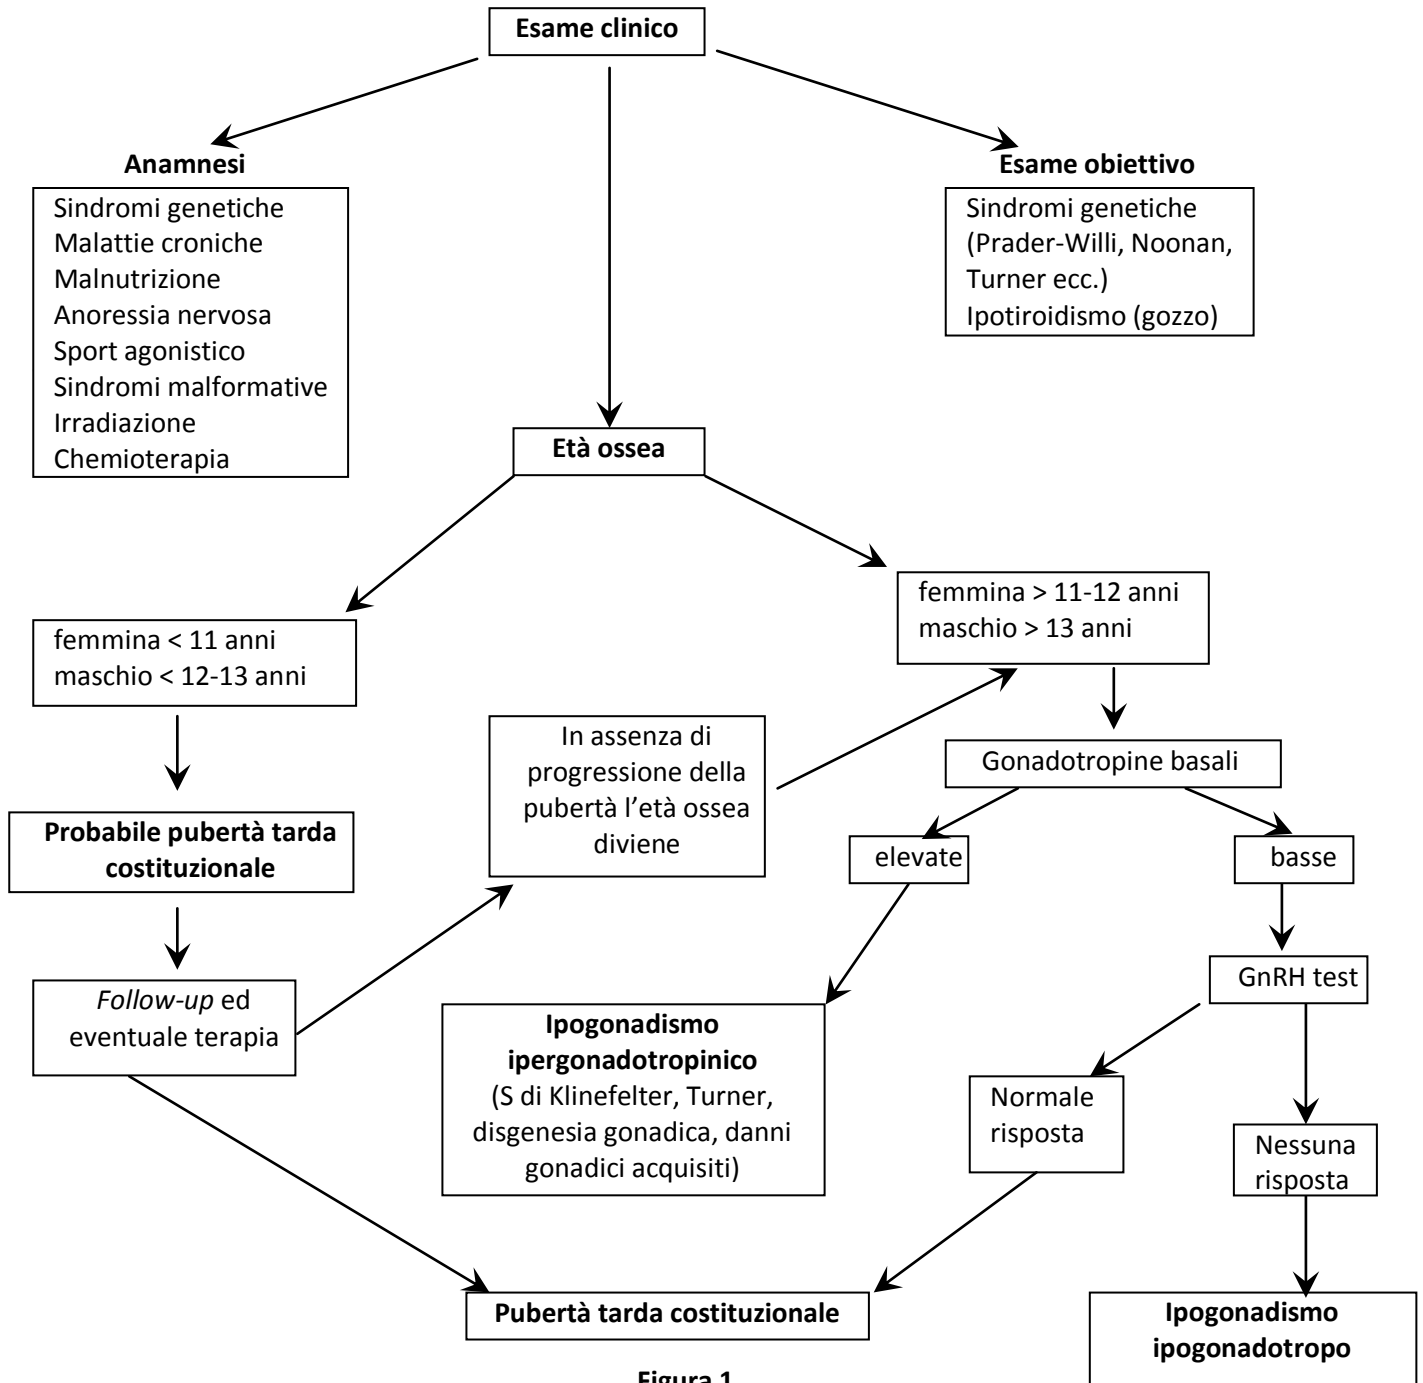 Esame clinico
Anamnesi
Sindromi genetiche
Malattie croniche
Malnutrizione
Anoressia nervosa
Sport agonistico
Sindromi malformative
Irradiazione
Chemioterapia
Esame obiettivo
Sindromi genetiche
(Prader-Willi, Noonan,
Turner ecc.)
Ipotiroidismo (gozzo)
Età ossea
femmina < 11 anni
maschio < 12-13 anni
femmina > 11-12 anni
maschio > 13 anni
Probabile pubertà tarda
costituzionale
In assenza di
progressione della
pubertà l’età ossea
diviene
Gonadotropine basali
elevate
basse
Follow-up ed
eventuale terapia
GnRH test
Ipogonadismo
ipergonadotropinico
(S di Klinefelter, Turner,
disgenesia gonadica, danni
gonadici acquisiti)
Normale
risposta
Nessuna
risposta
Pubertà tarda costituzionale
Ipogonadismo
ipogonadotropo
Figura 1